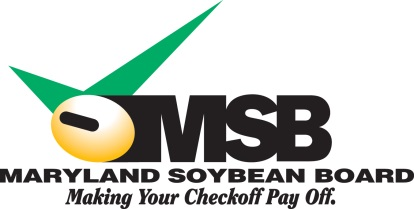 MSB
MARYLAND SOYBEAN BOARD
Making Your Checkoff Pay Off.